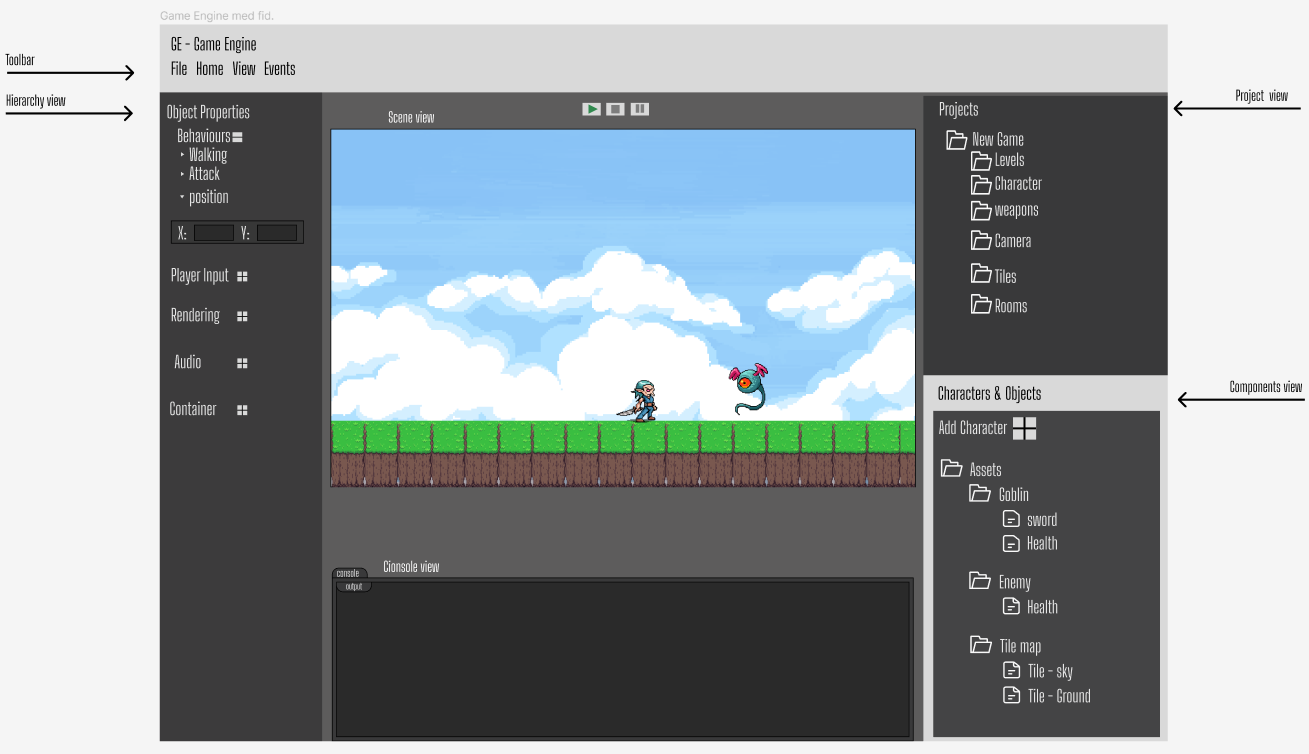 Game Engine med fid.
GE - Game Engine
File Home View Events
Toolbar
Hierarchy view
Object Properties
Behaviours
Walking
Attack
position
X: Y:
Player Input
Rendering
Audio
Container
Scene view
Cionsole view
console
output
Project view
Projects
New Game
Levels
Character
weapons
Camera
Tiles
Rooms
Components view
Characters & Objects
Add Character
Assets
Goblin
sword
Health
Enemy
Health
Tile map
Tile - sky
Tile - Ground